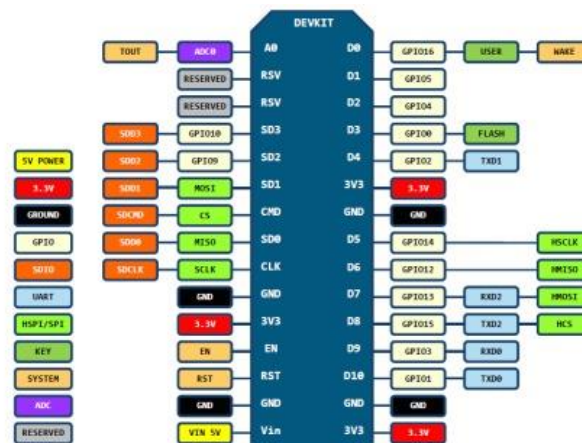 DEVKIT
TOUT ADC0 A0 D0 GPIO16 USER WAKE
RESERVED RSV D1 GPIO5
RESERVED RSV D2 GPIO4
SDD3 GPIO10 SD3 D3 GPIO0 FLASH
5V POWER SDD2 GPIO9 SD2 D4 GPIO2 TXD1
3.3V SDD1 MOSI SD1 3V3 3.3V
GROUND SDCMD CS CMD GND GND
GPIO SDD0 MISO SD0 D5 GPIO14 HSCLK
SDIO SDCLK SCLK CLK D6 GPIO12 HMISO
UART GND GND D7 GPIO13 RXD2 HMOSI
HSPI/SPI 3.3V 3V3 D8 GPIO15 TXD2 HCS
KEY EN EN D9 GPIO3 RXD0
SYSTEM RST RST D10 GPIO1 TXD0
ADC GND GND GND GND
RESERVED VIN 5V Vin 3V3 3.3V